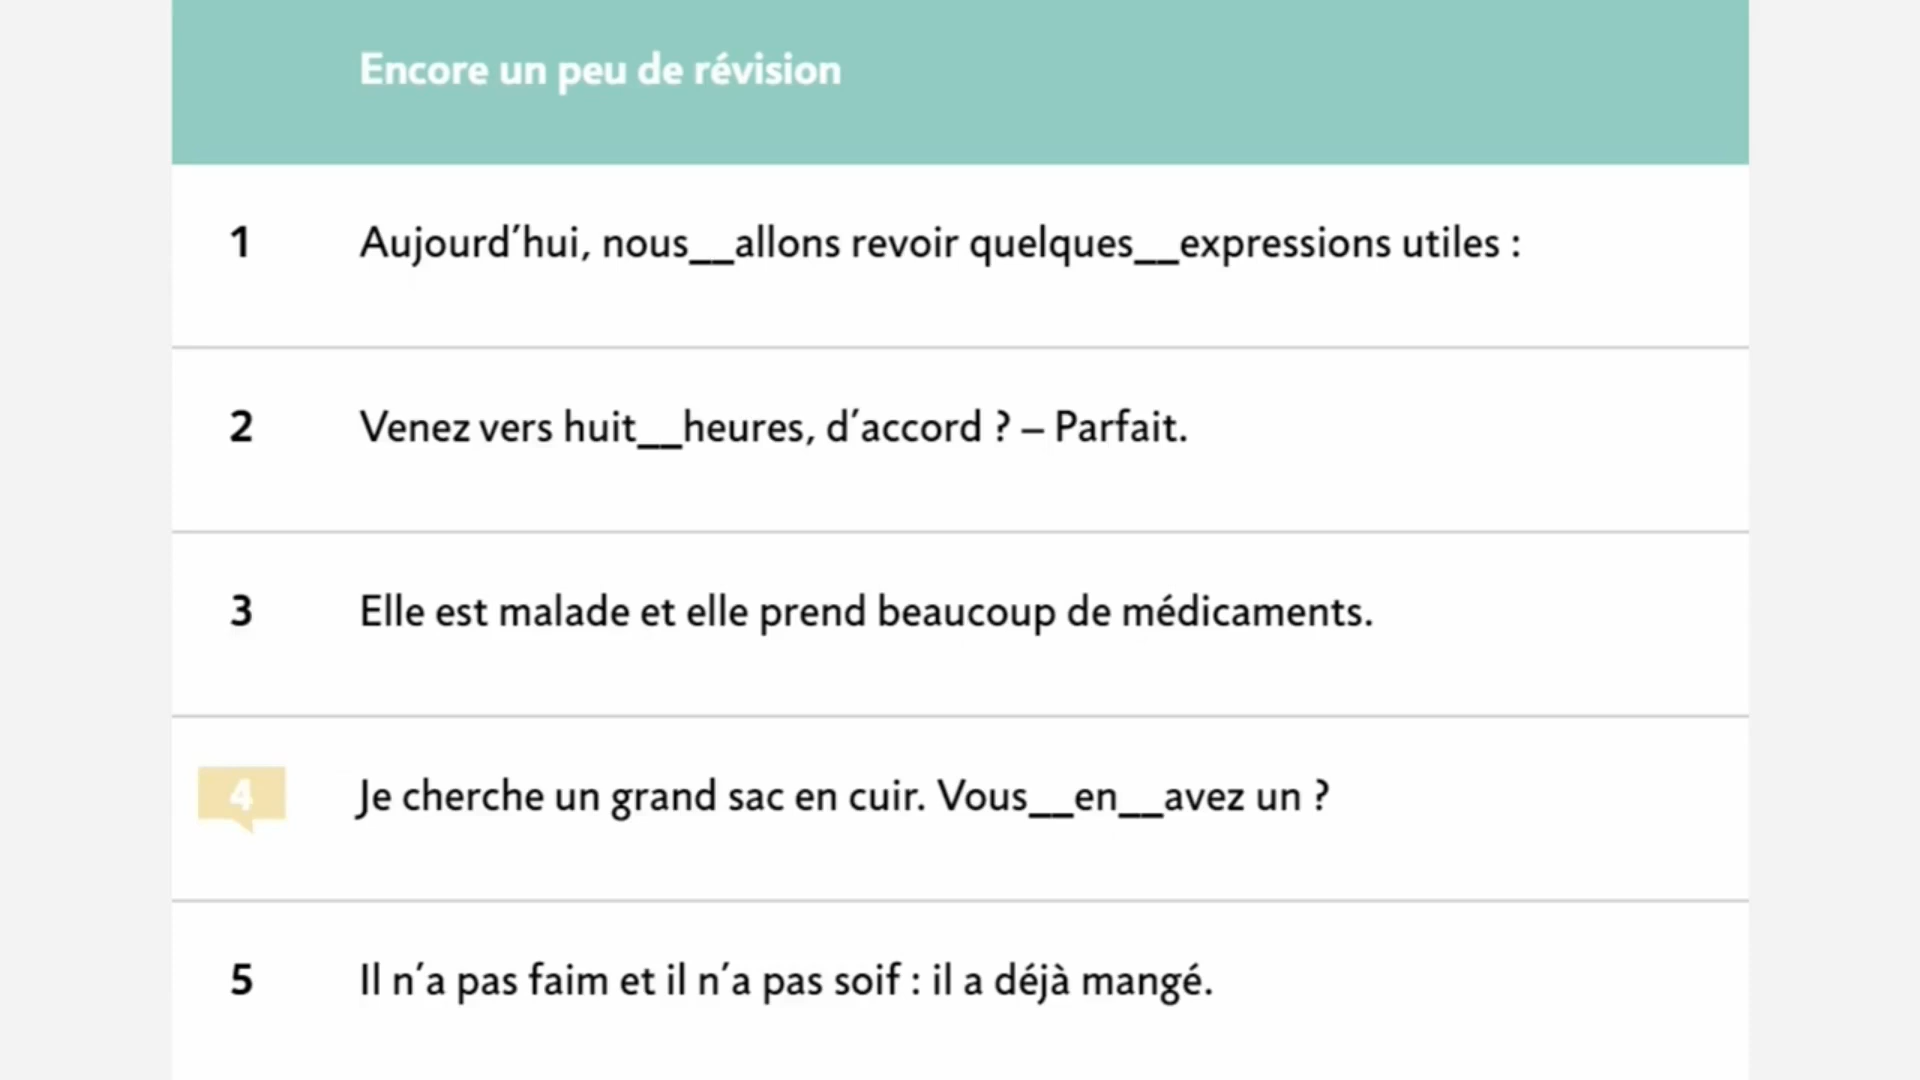 Encore un peu de révision
1 Aujourd’hui, nous__allons revoir quelques__expressions utiles :
2 Venez vers huit__heures, d’accord ? – Parfait.
3 Elle est malade et elle prend beaucoup de médicaments.
4 Je cherche un grand sac en cuir. Vous__en__avez un ?
5 Il n’a pas faim et il n’a pas soif : il a déjà mangé.